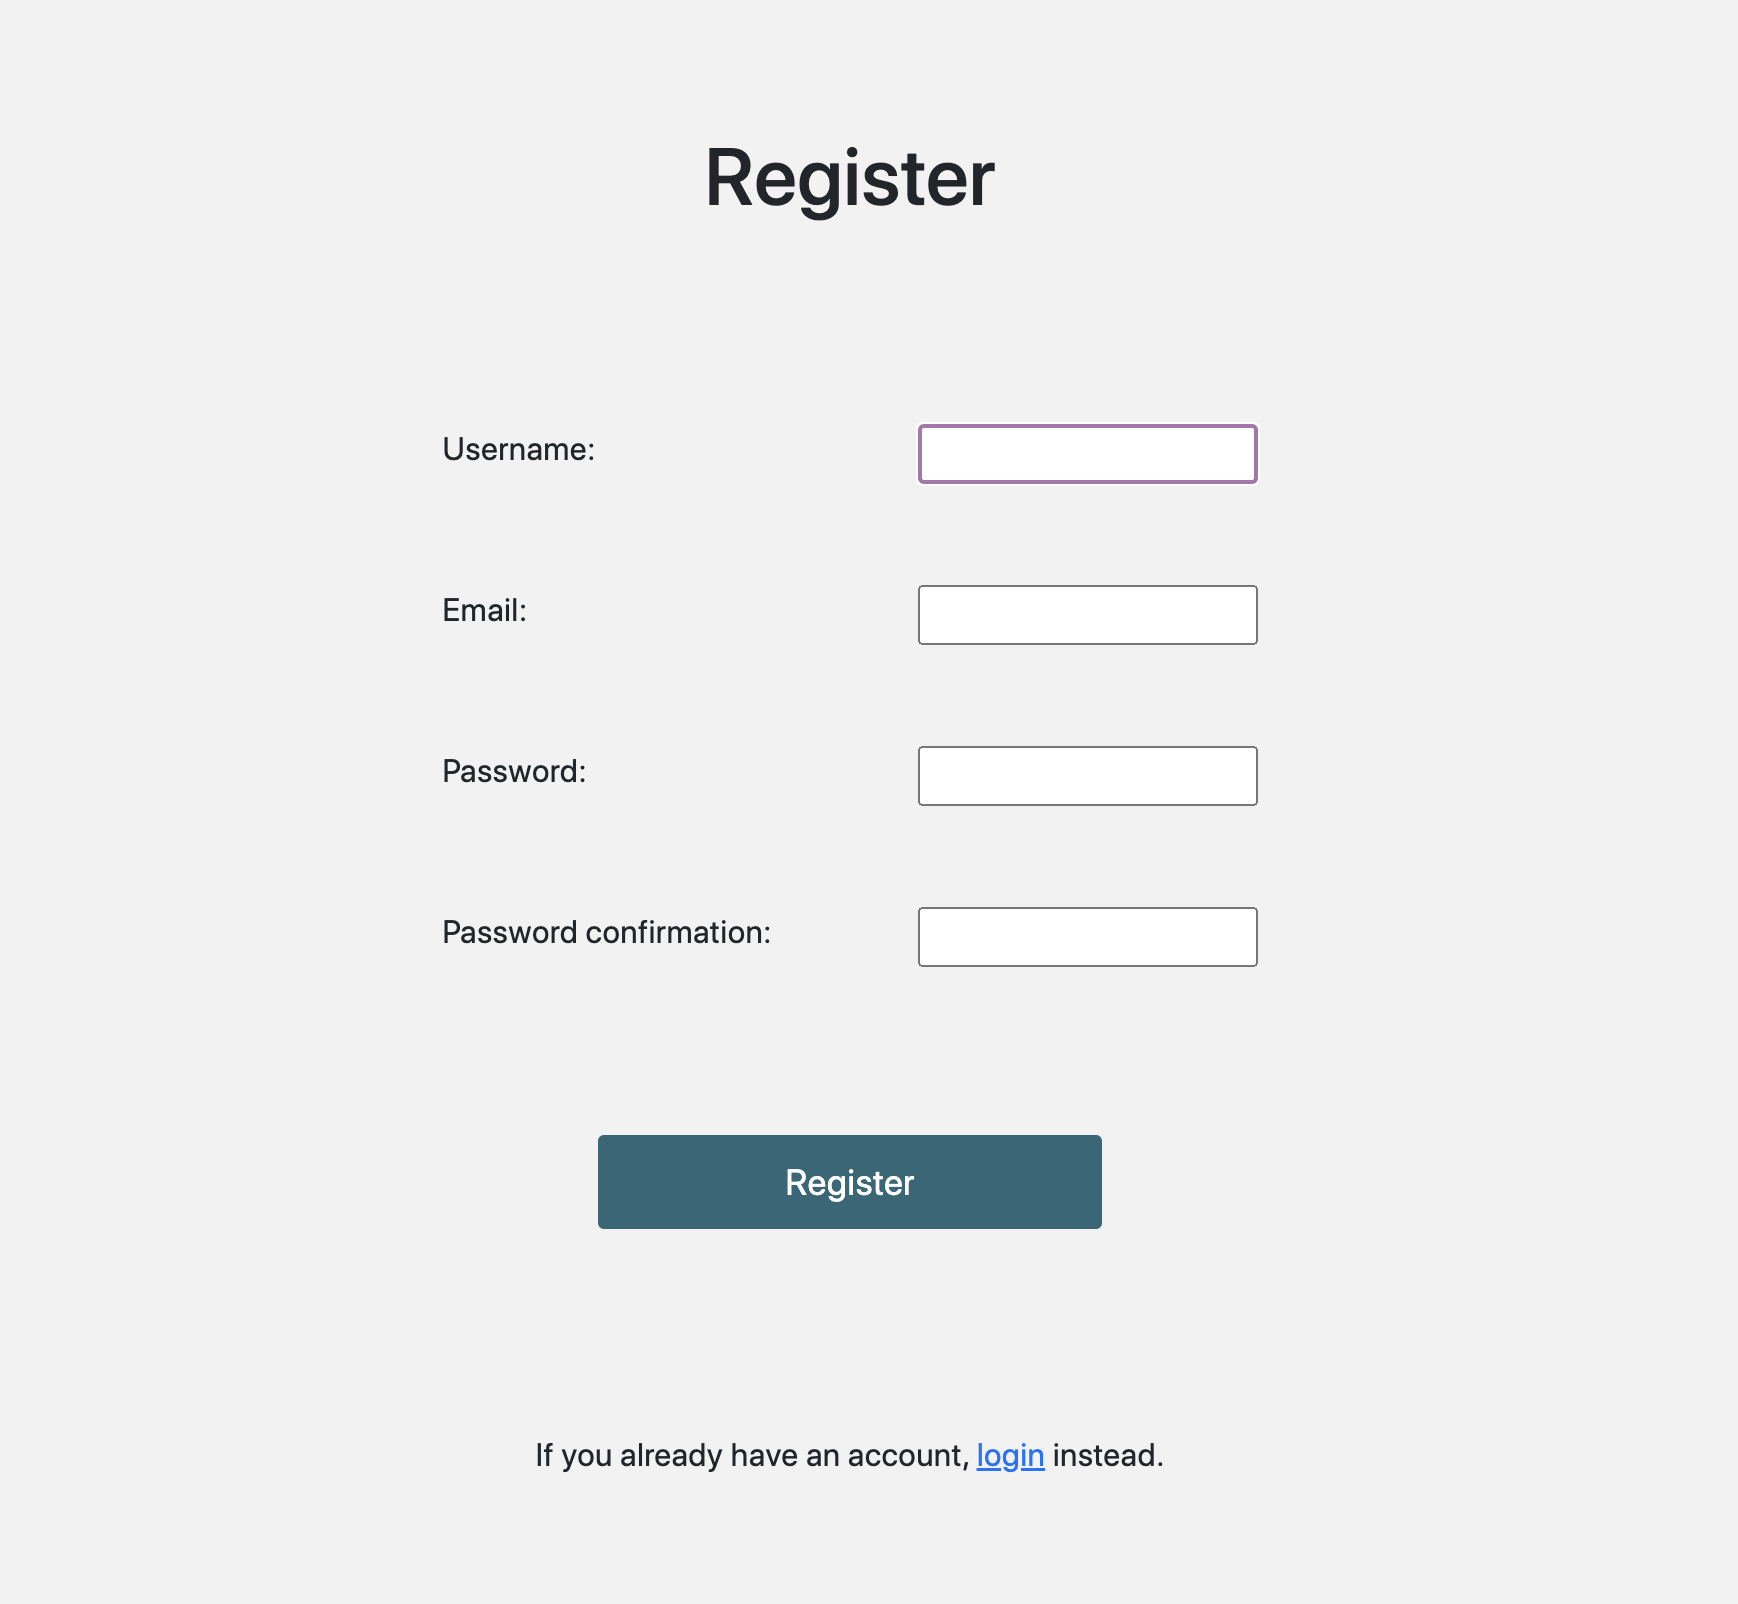 Register
Username:
Email:
Password:
Password confirmation:
Register
If you already have an account, login instead.